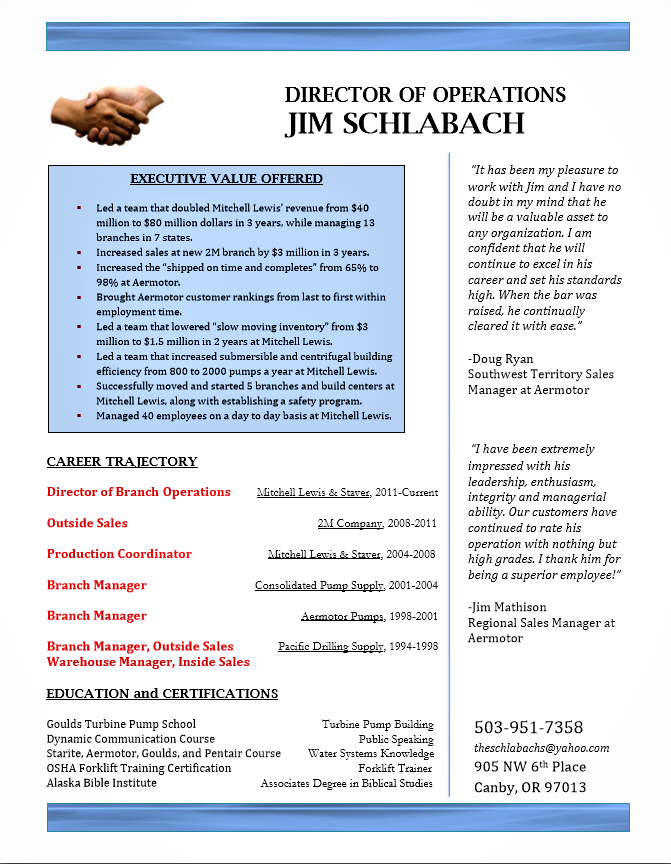 DIRECTOR OF OPERATIONS
JIM SCHLABACH
EXECUTIVE VALUE OFFERED
▪ Led a team that doubled Mitchell Lewis' revenue from $40
million to $80 million dollars in 3 years, while managing 13
branches in 7 states.
▪ Increased sales at new 2M branch by $3 million in 3 years.
▪ Increased the "shipped on time and completes" from 65% to
98% at Aermotor.
▪ Brought Aermotor customer rankings from last to first within
employment time.
▪ Led a team that lowered "slow moving inventory" from $3
million to $1.5 million in 2 years at Mitchell Lewis.
▪ Led a team that increased submersible and centrifugal building
efficiency from 800 to 2000 pumps a year at Mitchell Lewis.
▪ Successfully moved and started 5 branches and build centers at
Mitchell Lewis, along with establishing a safety program.
▪ Managed 40 employees on a day to day basis at Mitchell Lewis.
CAREER TRAJECTORY
Director of Branch Operations Mitchell Lewis & Staver, 2011-Current
Outside Sales 2M Company, 2008-2011
Production Coordinator Mitchell Lewis & Staver, 2004-2008
Branch Manager Consolidated Pump Supply, 2001-2004
Branch Manager Aermotor Pumps, 1998-2001
Branch Manager, Outside Sales Pacific Drilling Supply, 1994-1998
Warehouse Manager, Inside Sales
EDUCATION and CERTIFICATIONS
Goulds Turbine Pump School Turbine Pump Building
Dynamic Communication Course Public Speaking
Starite, Aermotor, Goulds, and Pentair Course Water Systems Knowledge
OSHA Forklift Training Certification Forklift Trainer
Alaska Bible Institute Associates Degree in Biblical Studies
"It has been my pleasure to
work with Jim and I have no
doubt in my mind that he
will be a valuable asset to
any organization. I am
confident that he will
continue to excel in his
career and set his standards
high. When the bar was
raised, he continually
cleared it with ease."
-Doug Ryan
Southwest Territory Sales
Manager at Aermotor
"I have been extremely
impressed with his
leadership, enthusiasm,
integrity and managerial
ability. Our customers have
continued to rate his
operation with nothing but
high grades. I thank him for
being a superior employee!"
-Jim Mathison
Regional Sales Manager at
Aermotor
503-951-7358
theschlabachs@yahoo.com
905 NW 6th Place
Canby, OR 97013